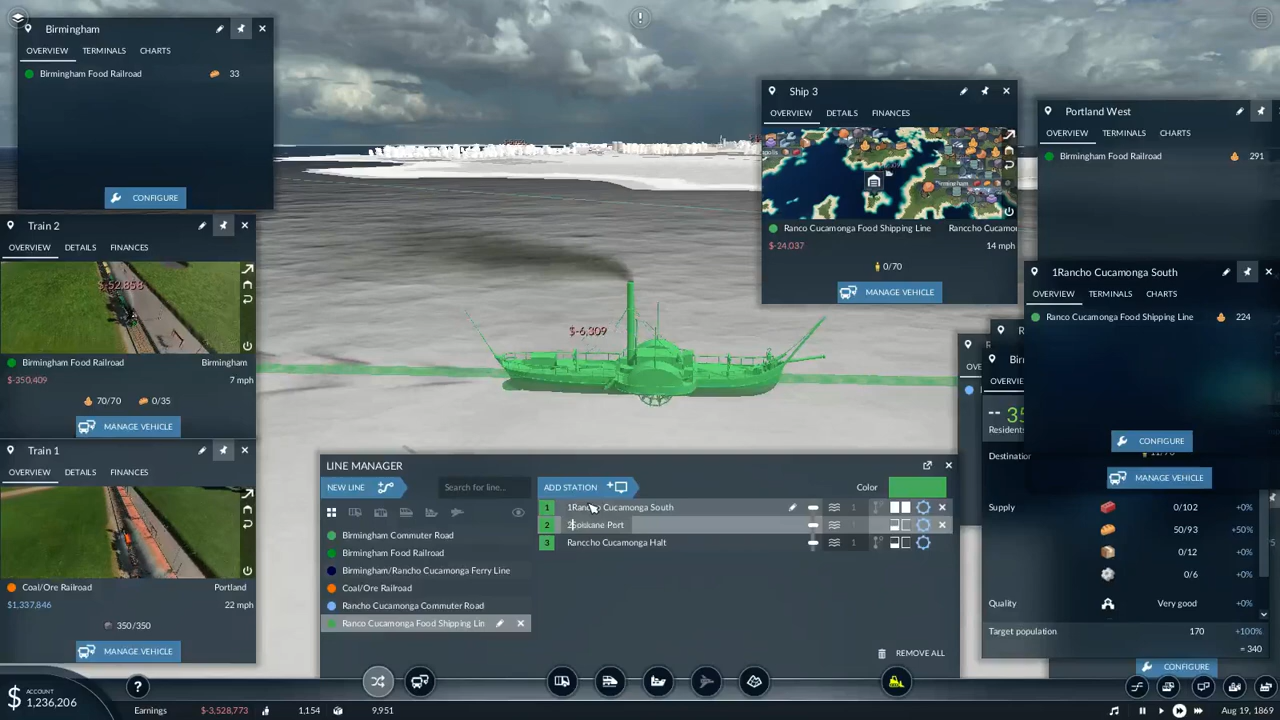 Birmingham
OVERVIEW TERMINALS CHARTS
Birmingham Food Railroad 33
CONFIGURE
Train 2
OVERVIEW DETAILS FINANCES
$-52,858
Birmingham Food Railroad Birmingham
$-350,409 7 mph
70/70 0/35
MANAGE VEHICLE
Train 1
OVERVIEW DETAILS FINANCES
Coal/Ore Railroad Portland
$1,337,846 22 mph
350/350
MANAGE VEHICLE
$-6,309
Ship 3
OVERVIEW DETAILS FINANCES
Ranco Cucamonga Food Shipping Line Ranccho Cucamon
$-24,037 14 mph
0/70
MANAGE VEHICLE
Portland West
OVERVIEW TERMINALS CHARTS
Birmingham Food Railroad 291
1Rancho Cucamonga South
OVERVIEW TERMINALS CHARTS
Ranco Cucamonga Food Shipping Line 224
CONFIGURE
MANAGE VEHICLE
Residents
Destination
Supply 0/102 +0%
50/93 +50%
0/12 +0%
0/6 +0%
Quality Very good +0%
Target population 170 +100%
= 340
CONFIGURE
LINE MANAGER
NEW LINE Search for line... ADD STATION Color
1 1Rancho Cucamonga South 1
2 1
3 Ranccho Cucamonga Halt 1
Birmingham Commuter Road
Birmingham Food Railroad
Birmingham/Rancho Cucamonga Ferry Line
Coal/Ore Railroad
Rancho Cucamonga Commuter Road
Ranco Cucamonga Food Shipping Lin
REMOVE ALL
$ ACCOUNT
1,236,206
?
Earnings $-3,528,773 1,154 9,951 Aug 19, 1869